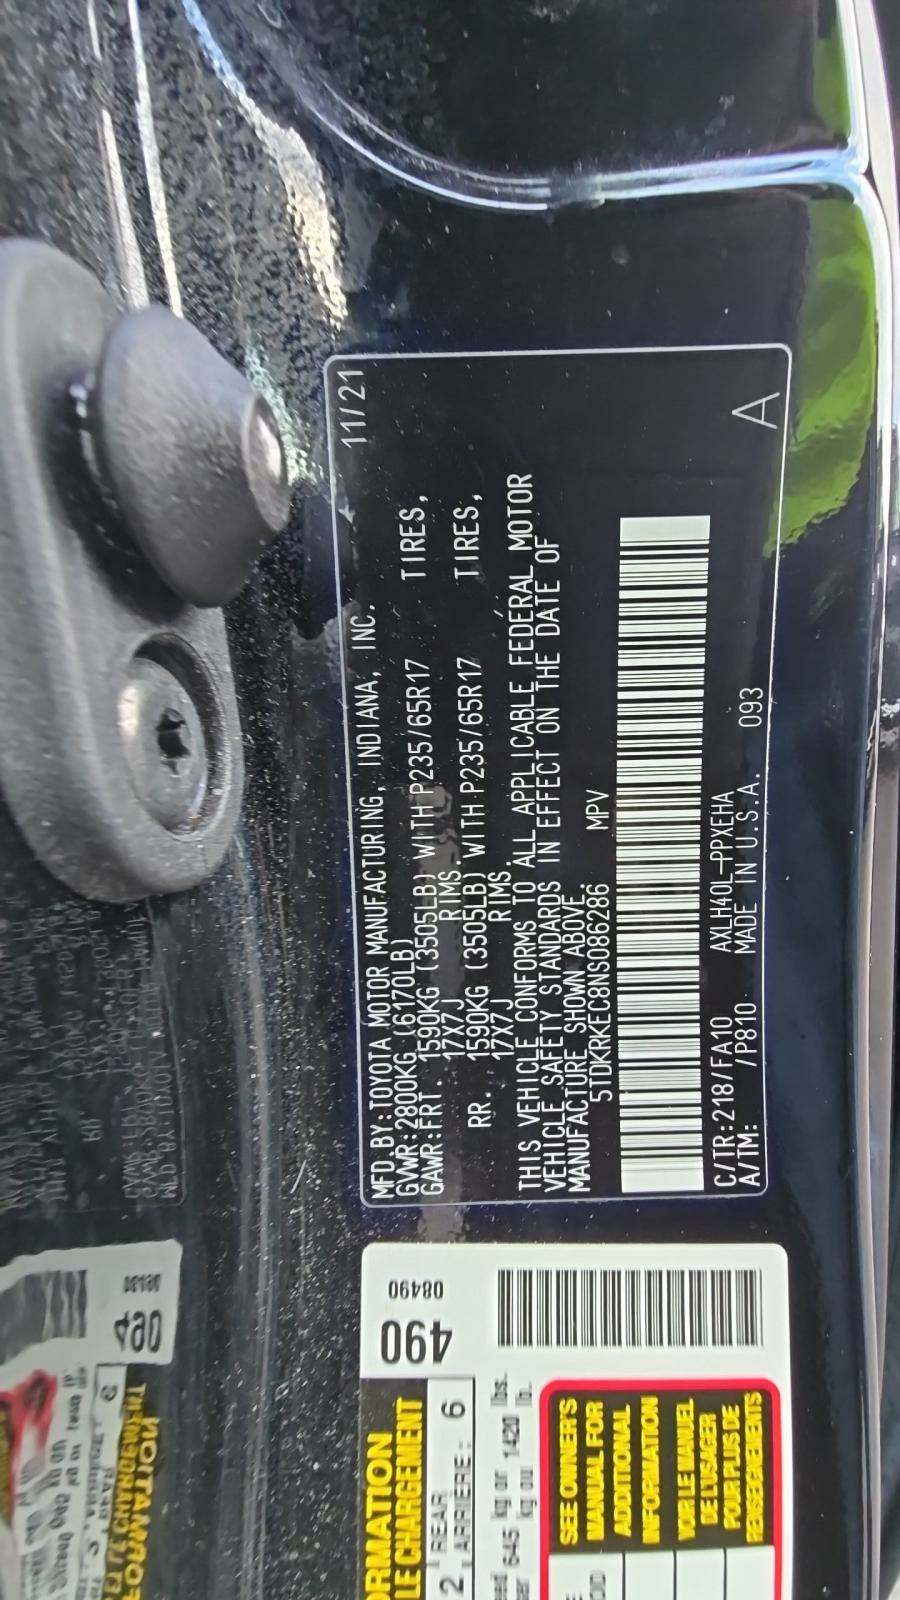 11/21
MFD.BY:TOYOTA MOTOR MANUFACTURING, INDIANA, INC.
GVWR:2800KG (6170LB)
GAWR:FRT. 1590KG (3505LB) WITH P235/65R17 TIRES,
17X7J RIMS.
RR. 1590KG (3505LB) WITH P235/65R17 TIRES,
17X7J RIMS
THIS VEHICLE CONFORMS TO ALL APPLICABLE FEDERAL MOTOR
VEHICLE SAFETY STANDARDS IN EFFECT ON THE DATE OF
MANUFACTURE SHOWN ABOVE.
5TDKRKEC8NS086286 MPV
C/TR:218/FA10 AXLH40L-PPXEHA
A/TM: /P810 MADE IN U.S.A. 093
A
490
08490
ORMATION
LE CHARGEMENT
2 REAR
ARRIERE: 6
645 kg or 1420 lbs.
kg ou lb.
SEE OWNER'S
MANUAL FOR
ADDITIONAL
INFORMATION
VOIR LE MANUEL
DE L'USAGER
POUR PLUS DE
RENSEIGNEMENTS